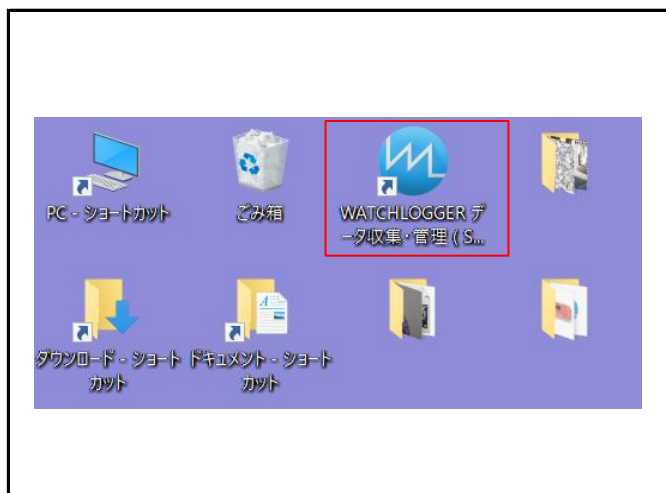 PC - ショートカット
ごみ箱
WATCHLOGGER デ
ータ収集・管理 ( S...
ダウンロード - ショート
カット
ドキュメント - ショート
カット